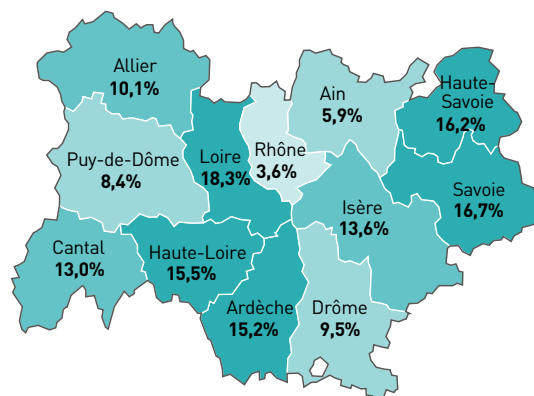 Allier
10,1%
Ain
5,9%
Haute-
Savoie
16,2%
Puy-de-Dôme
8,4%
Loire
18,3%
Rhône
3,6%
Savoie
16,7%
Isère
13,6%
Cantal
13,0%
Haute-Loire
15,5%
Ardèche
15,2%
Drôme
9,5%